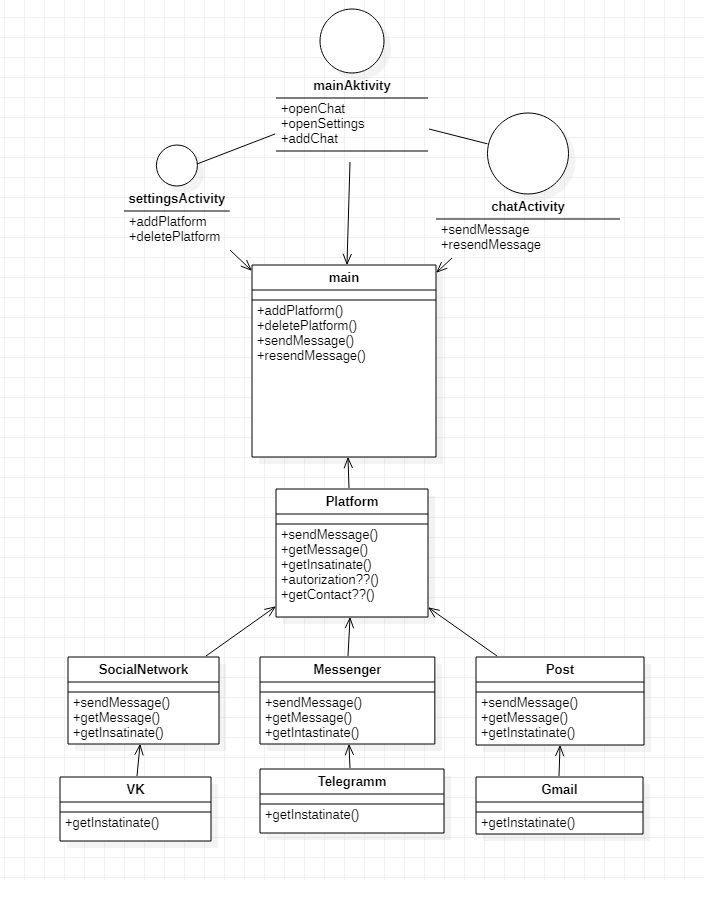 mainAktivity
+openChat
+openSettings
+addChat
settingsActivity
+addPlatform
+deletePlatform
chatActivity
+sendMessage
+resendMessage
main
+addPlatform()
+deletePlatform()
+sendMessage()
+resendMessage()
Platform
+sendMessage()
+getMessage()
+getInsatinate()
+autorization??()
+getContact??()
SocialNetwork
+sendMessage()
+getMessage()
+getInsatinate()
Messenger
+sendMessage()
+getMessage()
+getIntastinate()
Post
+sendMessage()
+getMessage()
+getInstatinate()
VK
+getInstatinate()
Telegramm
+getInstatinate()
Gmail
+getInstatinate()